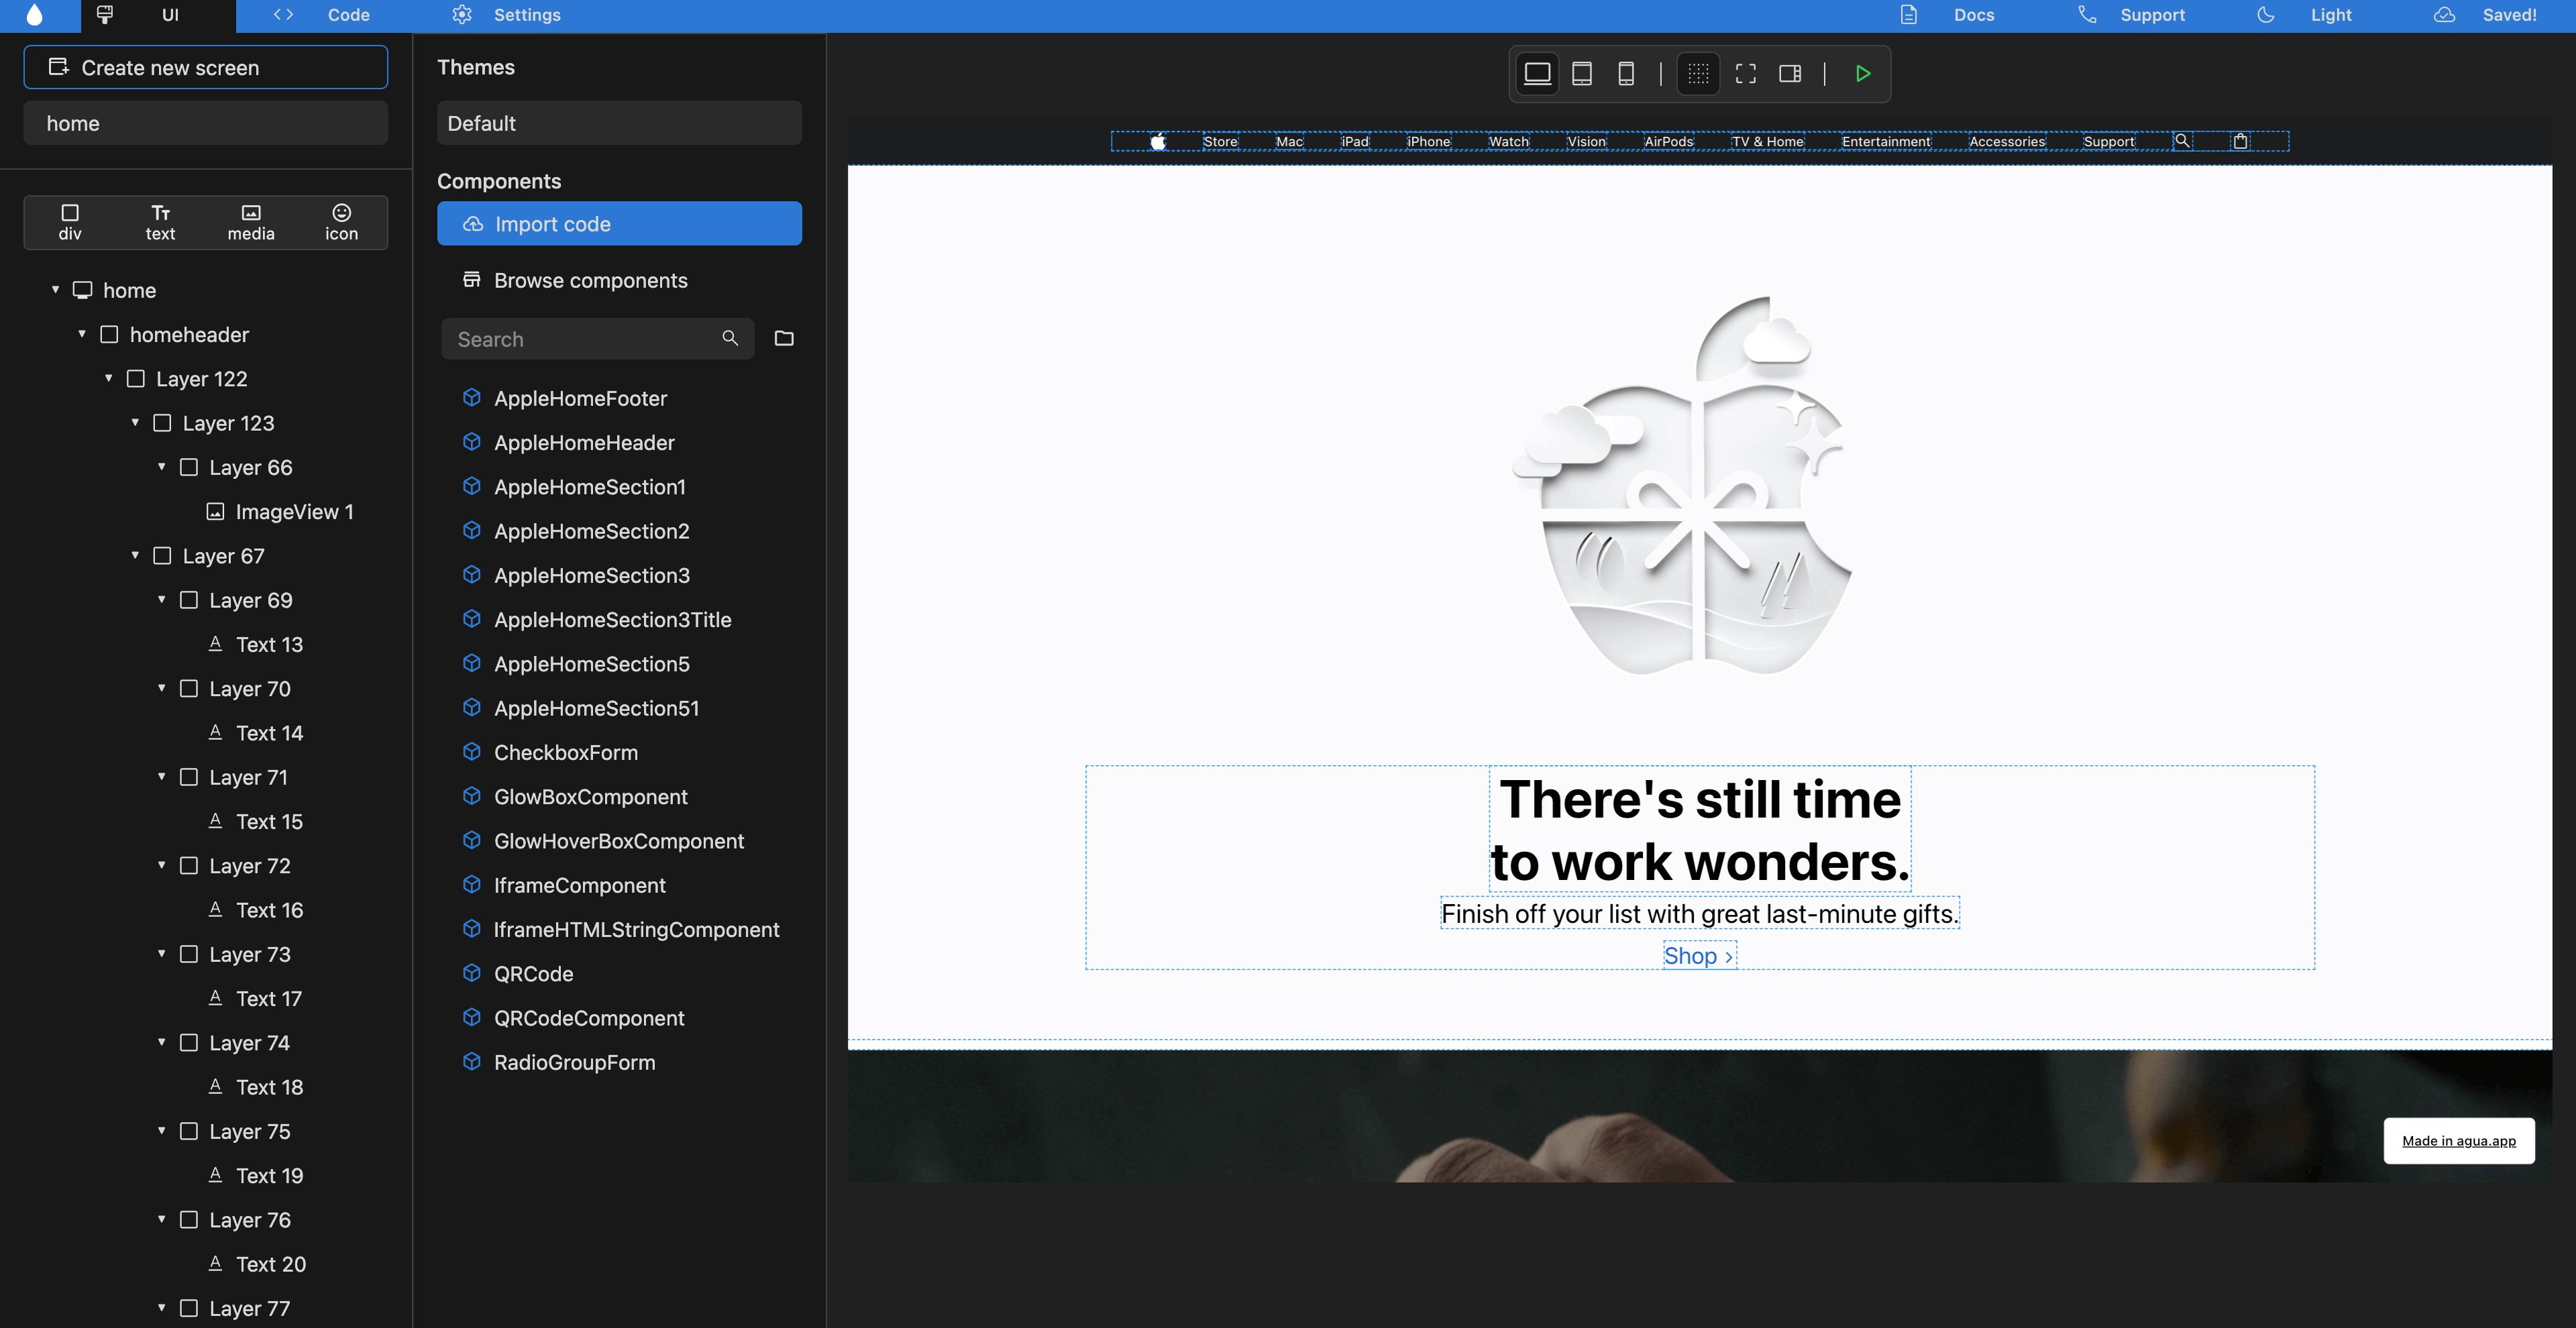 UI
Code
Settings
Docs
Support
Light
Saved!
Create new screen
home
div
text
media
icon
home
homeheader
Layer 122
Layer 123
Layer 66
ImageView 1
Layer 67
Layer 69
Text 13
Layer 70
Text 14
Layer 71
Text 15
Layer 72
Text 16
Layer 73
Text 17
Layer 74
Text 18
Layer 75
Text 19
Layer 76
Text 20
Layer 77
Themes
Default
Components
Import code
Browse components
Search
AppleHomeFooter
AppleHomeHeader
AppleHomeSection1
AppleHomeSection2
AppleHomeSection3
AppleHomeSection3Title
AppleHomeSection5
AppleHomeSection51
CheckboxForm
GlowBoxComponent
GlowHoverBoxComponent
IframeComponent
IframeHTMLStringComponent
QRCode
QRCodeComponent
RadioGroupForm
Store Mac iPad iPhone Watch Vision AirPods TV & Home Entertainment Accessories Support
There's still time
to work wonders.
Finish off your list with great last-minute gifts.
Shop ›
Made in agua.app